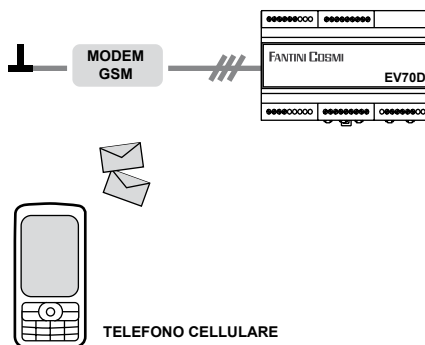 MODEM
GSM
FANTINI COSMI
EV70D
TELEFONO CELLULARE